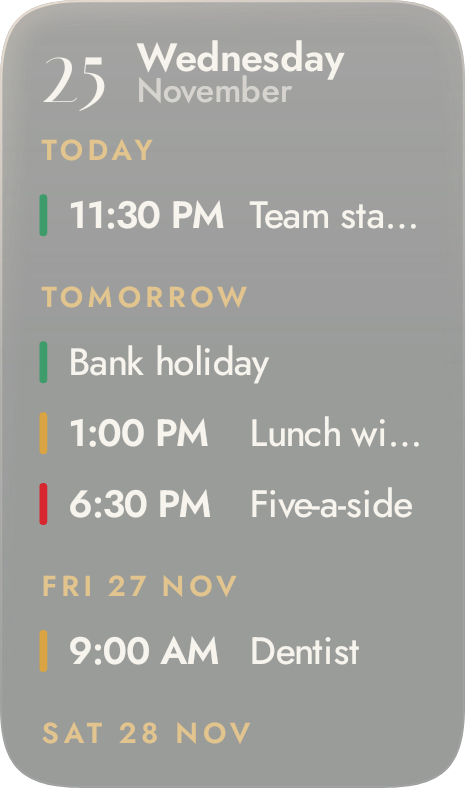 25 Wednesday
November
TODAY
11:30 PM Team sta...
TOMORROW
Bank holiday
1:00 PM Lunch wi...
6:30 PM Five-a-side
FRI 27 NOV
9:00 AM Dentist
SAT 28 NOV